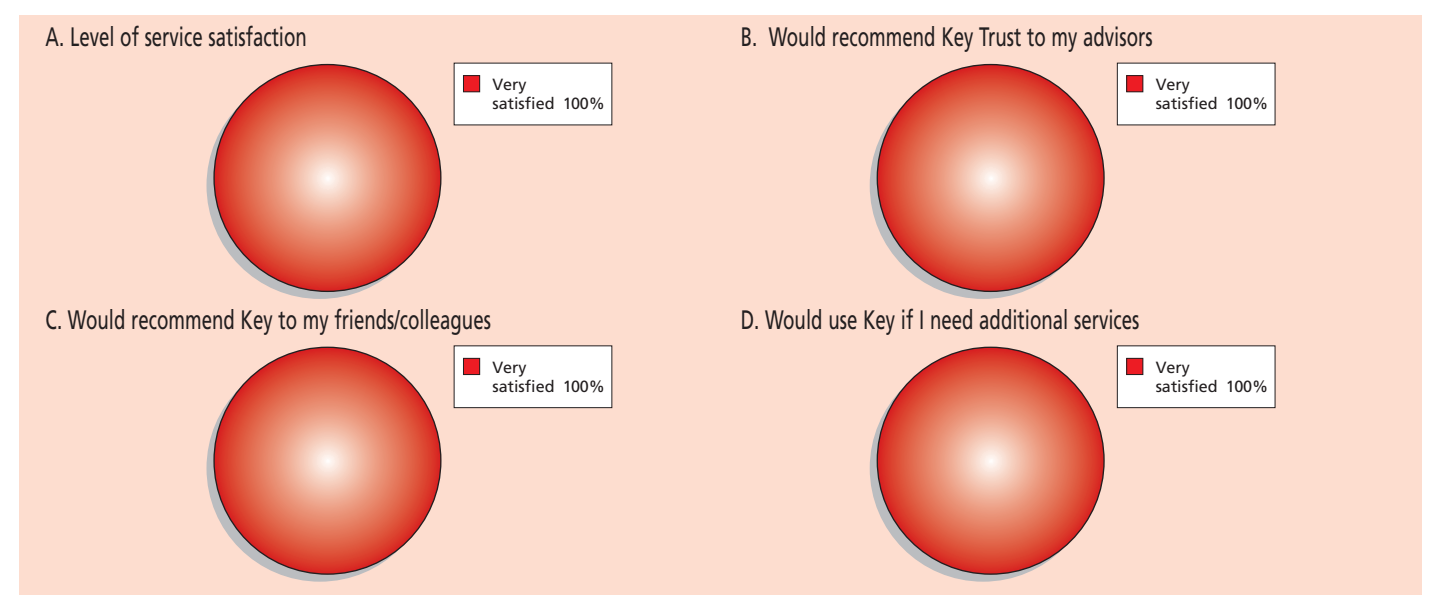 A. Level of service satisfaction
Very
satisfied 100%
B. Would recommend Key Trust to my advisors
Very
satisfied 100%
C. Would recommend Key to my friends/colleagues
Very
satisfied 100%
D. Would use Key if I need additional services
Very
satisfied 100%